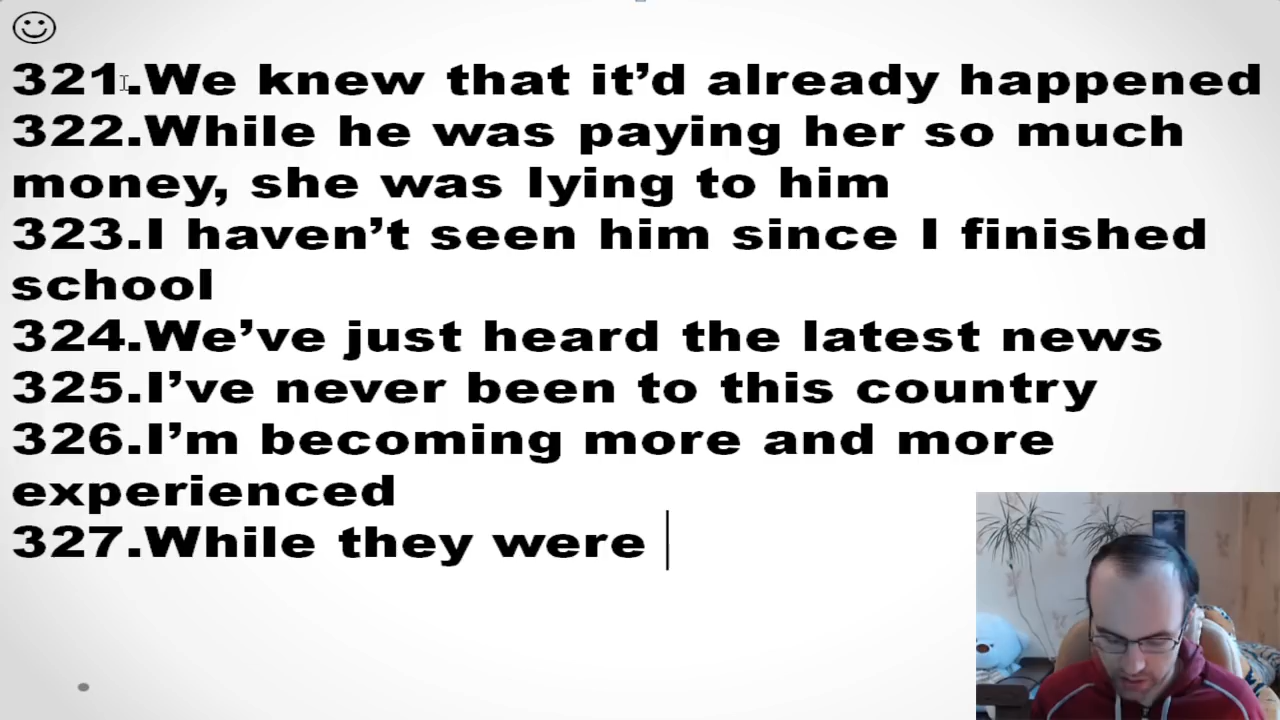 321.We knew that it’d already happened
322.While he was paying her so much
money, she was lying to him
323.I haven’t seen him since I finished
school
324.We’ve just heard the latest news
325.I’ve never been to this country
326.I’m becoming more and more
experienced
327.While they were